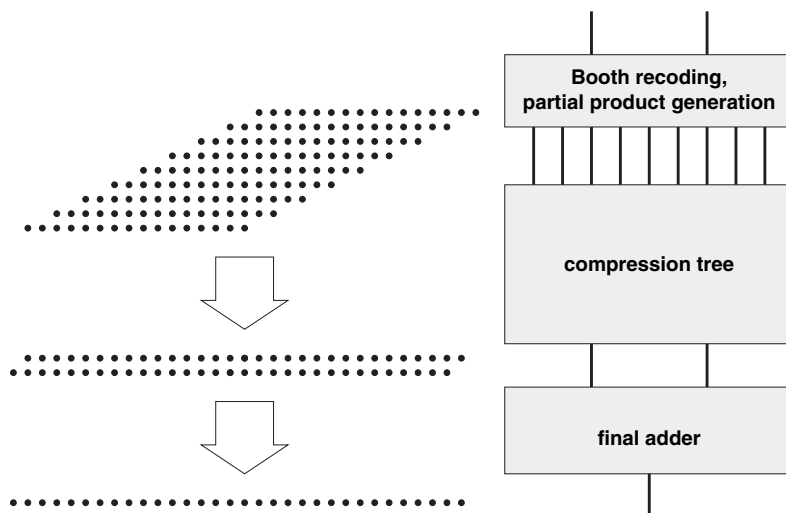 Booth recoding,
partial product generation
compression tree
final adder